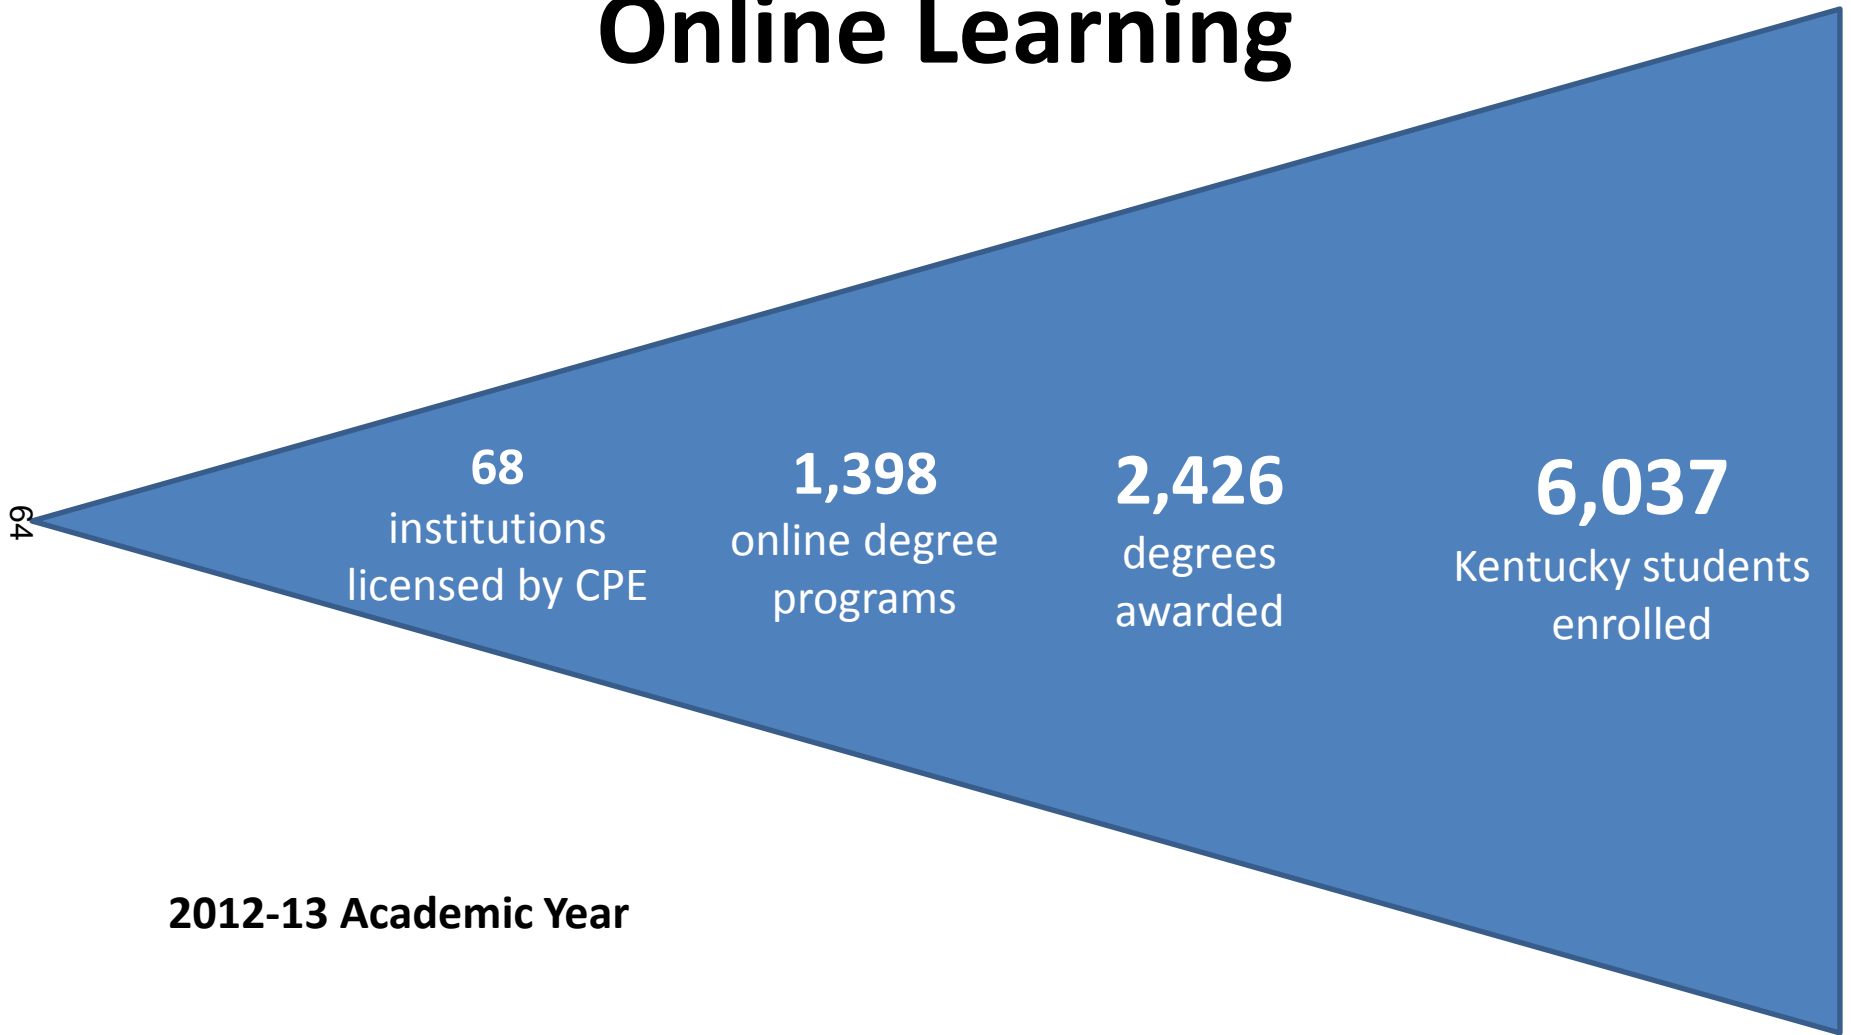 Online Learning
68
institutions
licensed by CPE
1,398
online degree
programs
2,426
degrees
awarded
6,037
Kentucky students
enrolled
64
2012-13 Academic Year